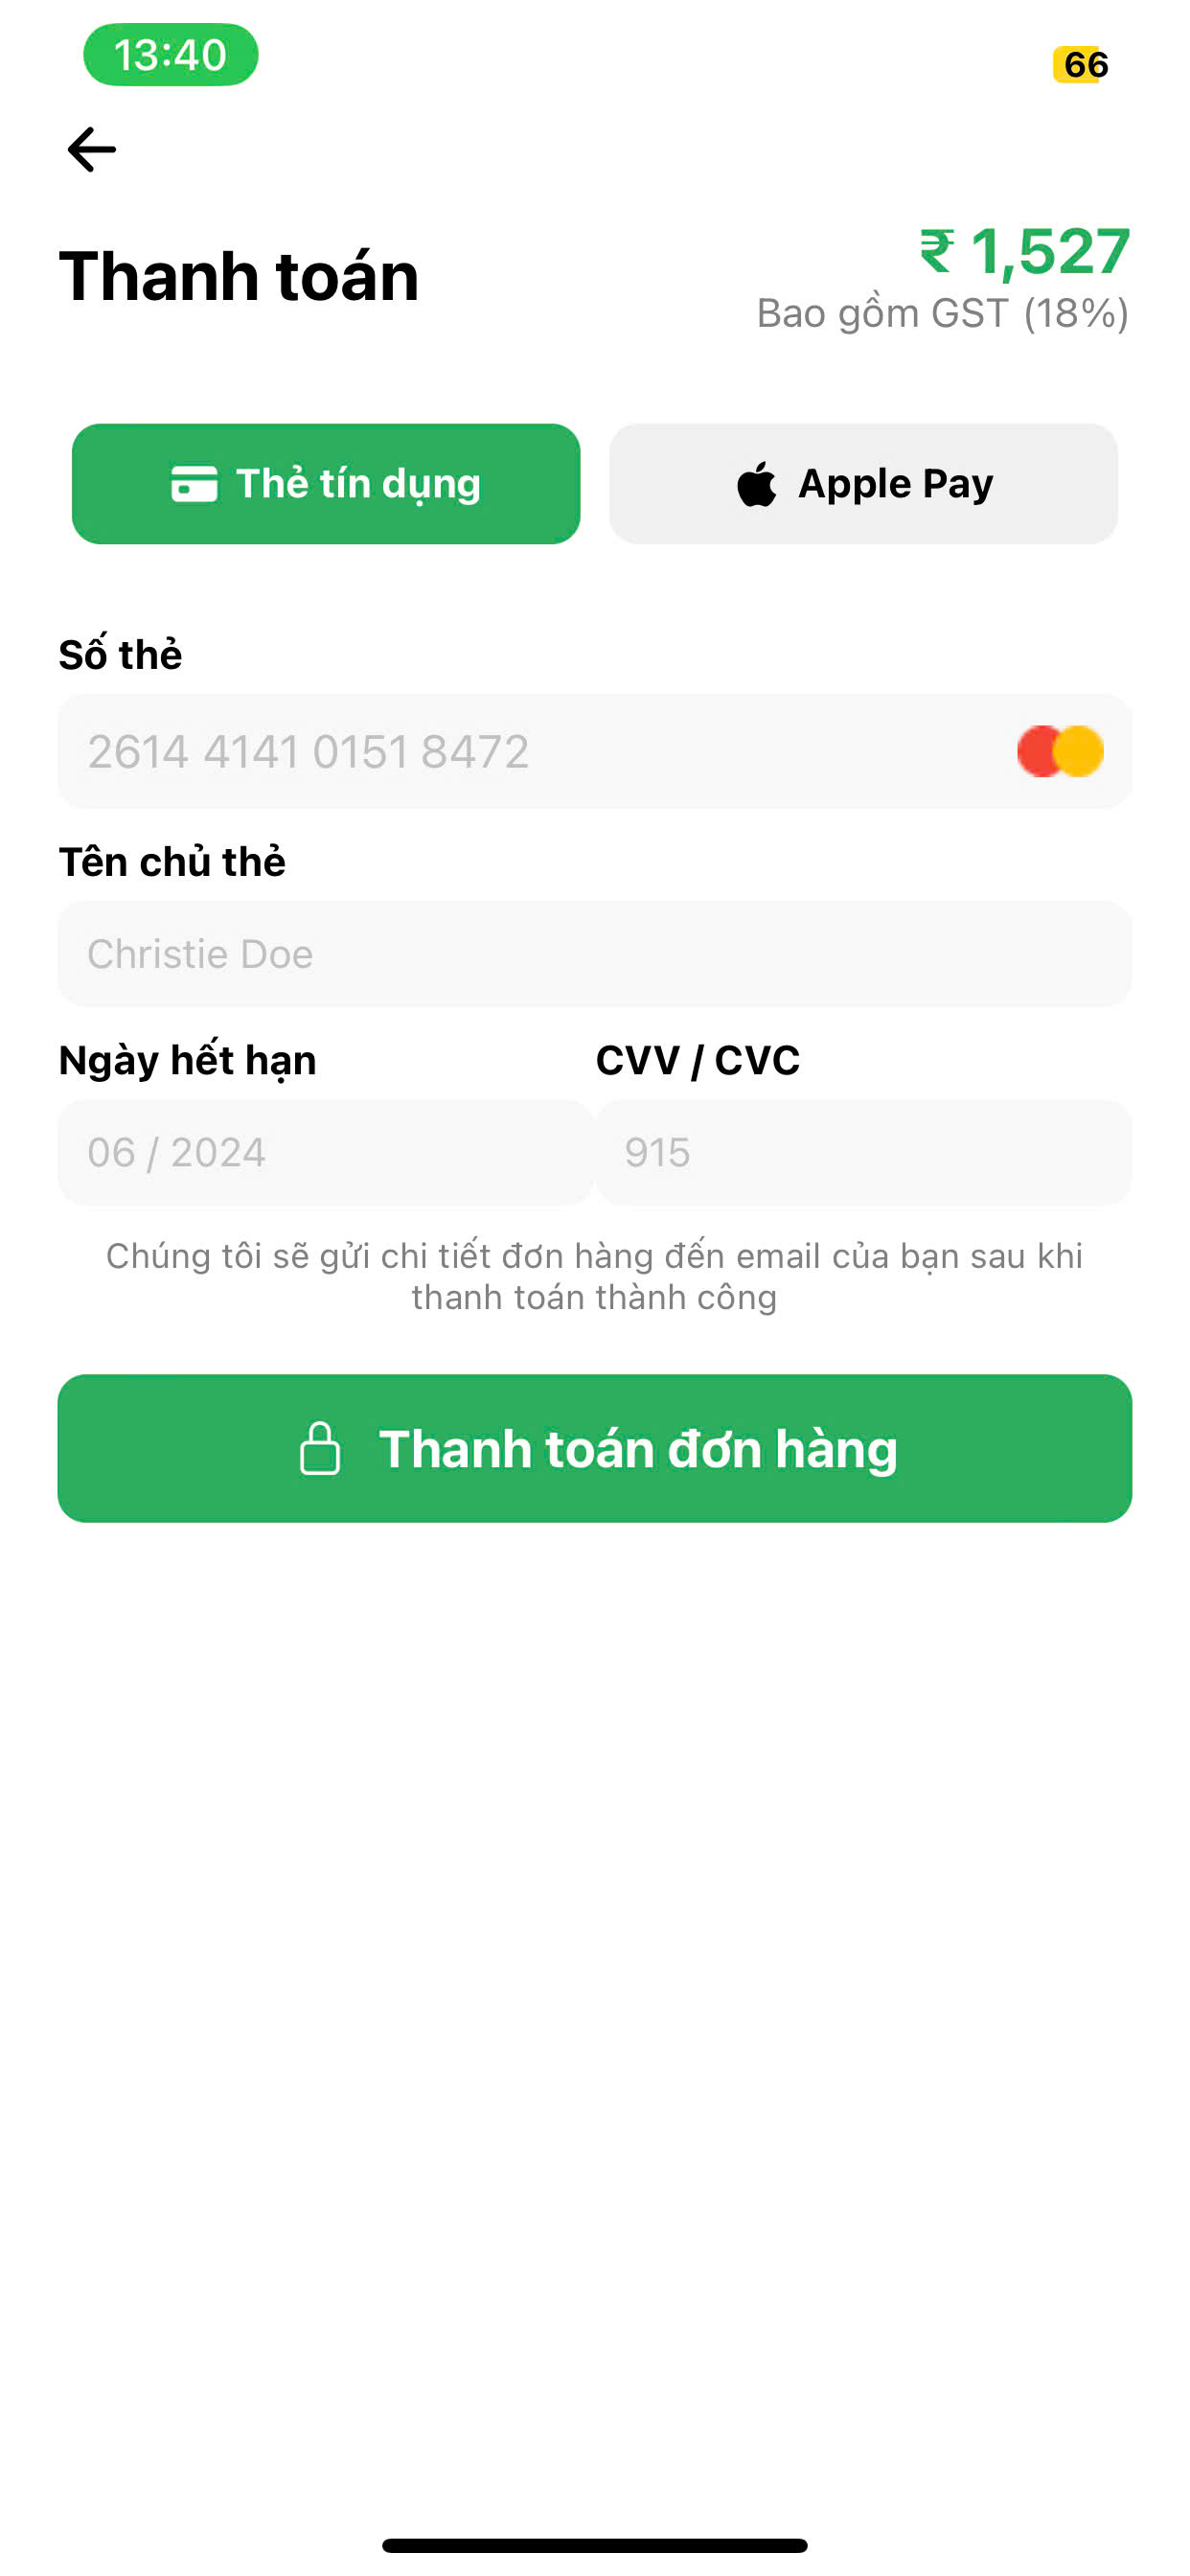 13:40
66
Thanh toán
₹ 1,527
Bao gồm GST (18%)
Thẻ tín dụng
Apple Pay
Số thẻ
2614 4141 0151 8472
Tên chủ thẻ
Christie Doe
Ngày hết hạn
CVV / CVC
06 / 2024
915
Chúng tôi sẽ gửi chi tiết đơn hàng đến email của bạn sau khi
thanh toán thành công
Thanh toán đơn hàng